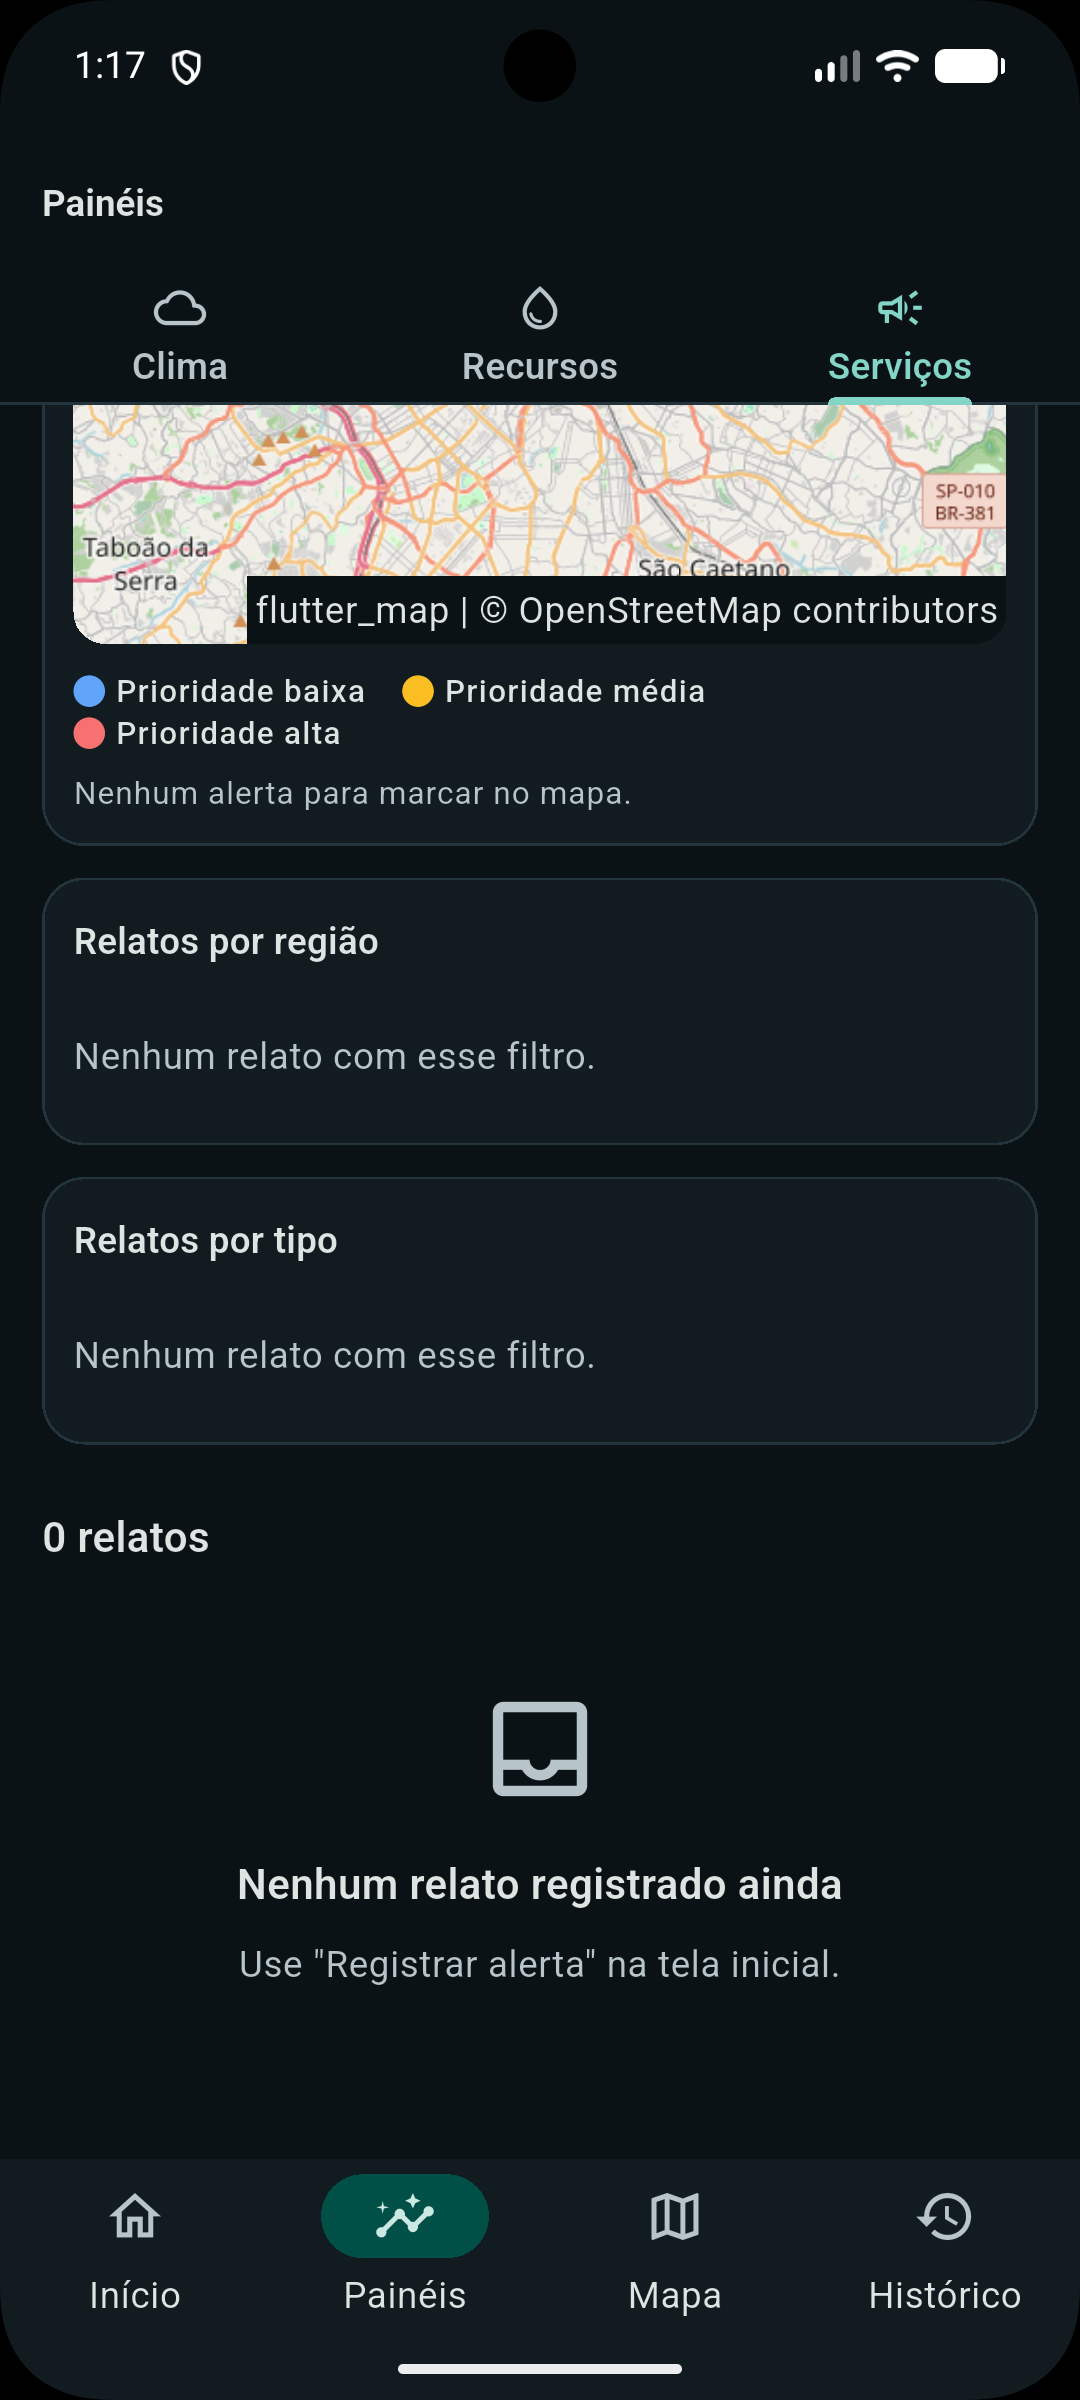 1:17
Painéis
Clima
Recursos
Serviços
SP-010
BR-381
Taboão da
Serra
São Caetano
flutter_map | © OpenStreetMap contributors
Prioridade baixa
Prioridade média
Prioridade alta
Nenhum alerta para marcar no mapa.
Relatos por região
Nenhum relato com esse filtro.
Relatos por tipo
Nenhum relato com esse filtro.
0 relatos
Nenhum relato registrado ainda
Use "Registrar alerta" na tela inicial.
Início
Painéis
Mapa
Histórico